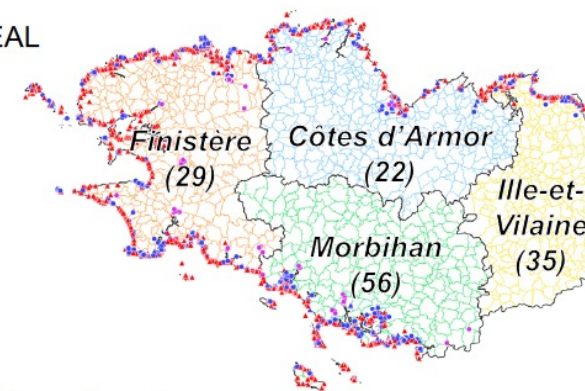 EAL
Finistère
(29)
Côtes d'Armor
(22)
Ille-et-
Vilaine
(35)
Morbihan
(56)